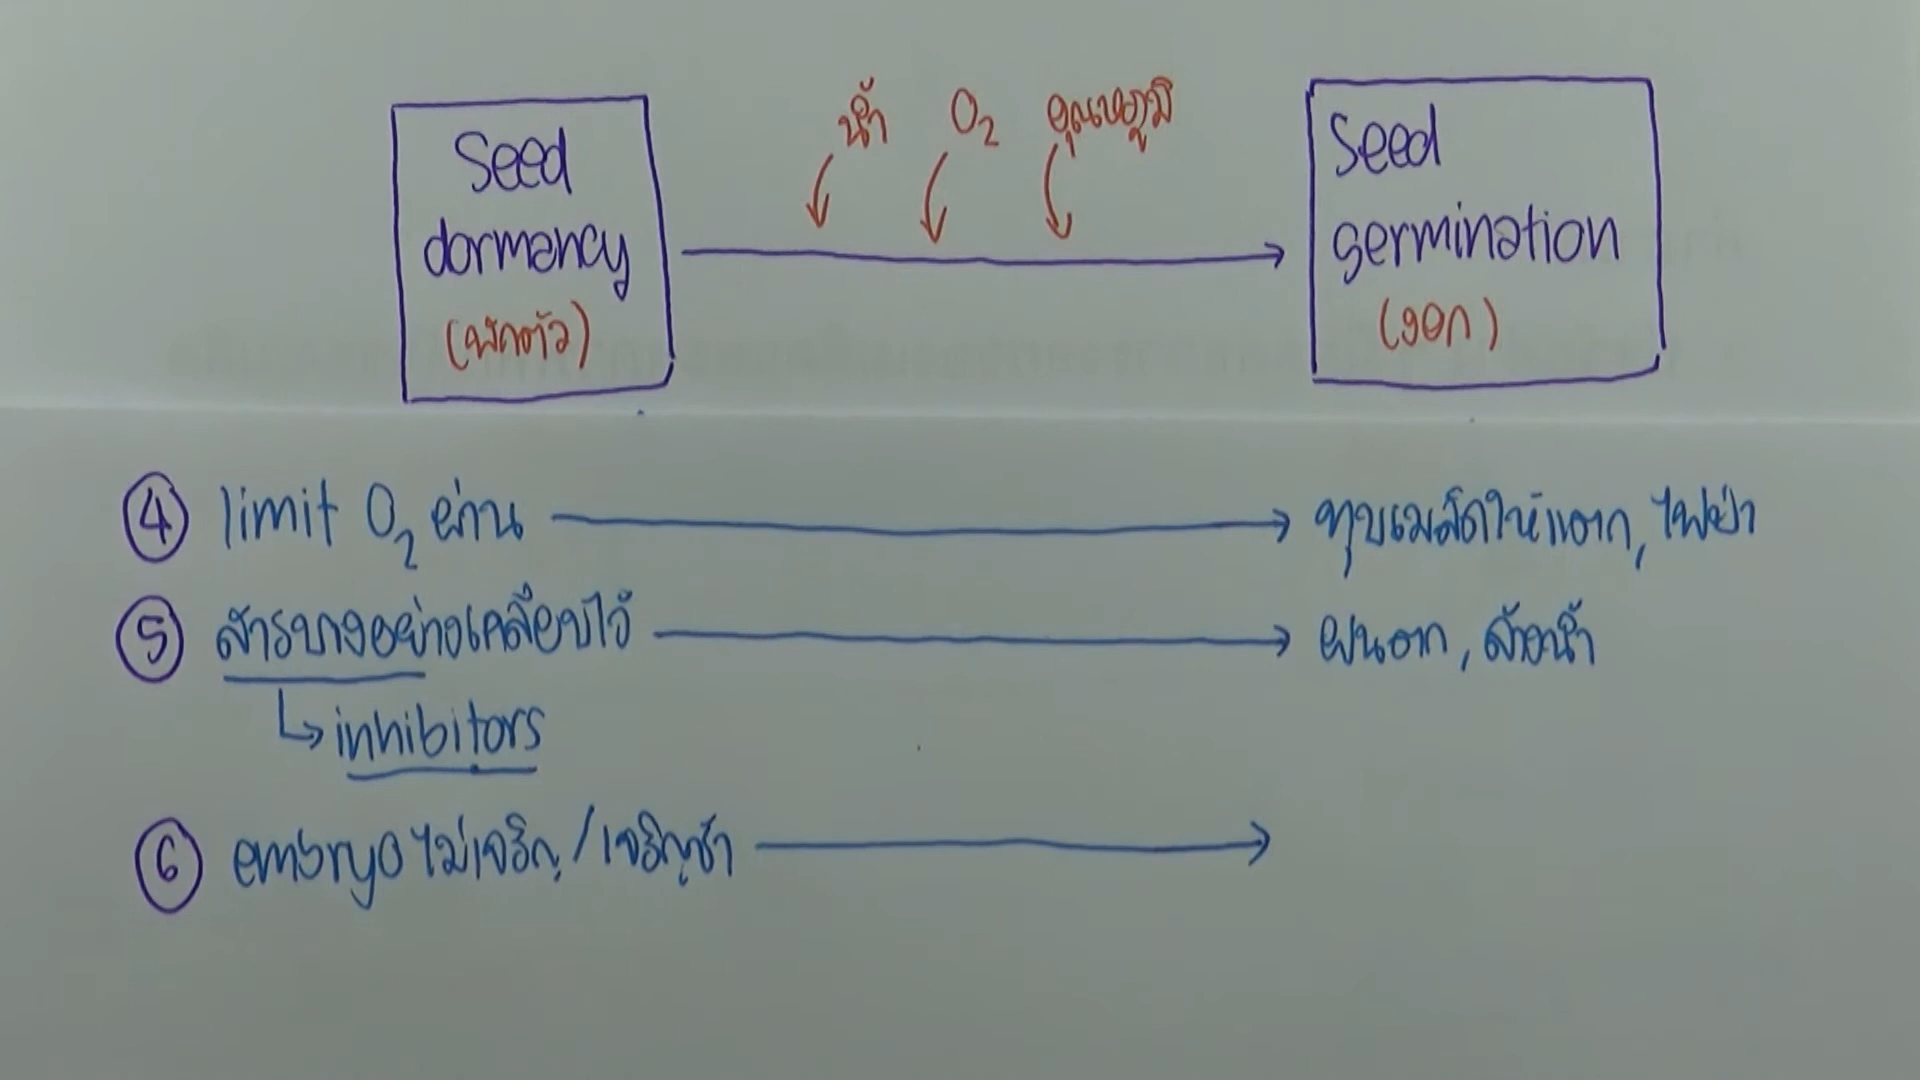 น้ำ O₂ อุณหภูมิ
Seed
dormancy
(พักตัว)
Seed
germination
(งอก)
④ limit O₂ ผ่าน → ทุบเมล็ดให้แตก, ไฟป่า
⑤ สารบางอย่างเคลือบไว้ → ฝนตก, ล้างน้ำ
↳ inhibitors
⑥ embryo ไม่เจริญ / เจริญช้า →